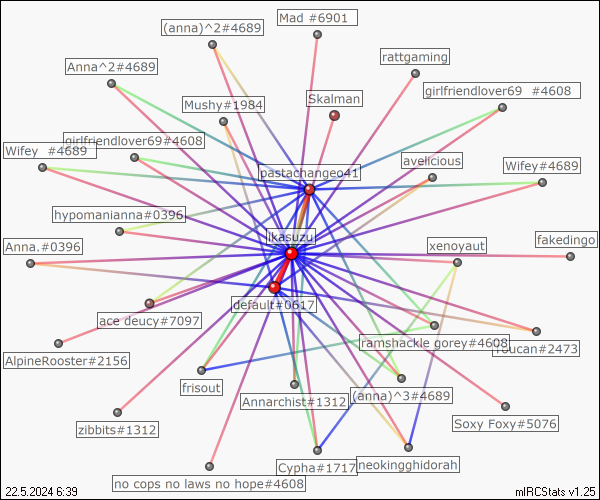 Mad #6901
(anna)^2#4689
rattgaming
Anna^2#4689
girlfriendlover69  #4608
Skalman
Mushy#1984
girlfriendlover69#4608
Wifey  #4689
avelicious
Wifey#4689
pastachangeo41
hypomanianna#0396
ikasuzu
fakedingo
Anna.#0396
xenoyaut
default#0617
ace deucy#7097
ramshackle gorey#4608
Toucan#2473
AlpineRooster#2156
frisout
(anna)^3#4689
Annarchist#1312
zibbits#1312
Soxy Foxy#5076
Cypha#1717
neokingghidorah
no cops no laws no hope#4608
22.5.2024 6:39
mIRCStats v1.25